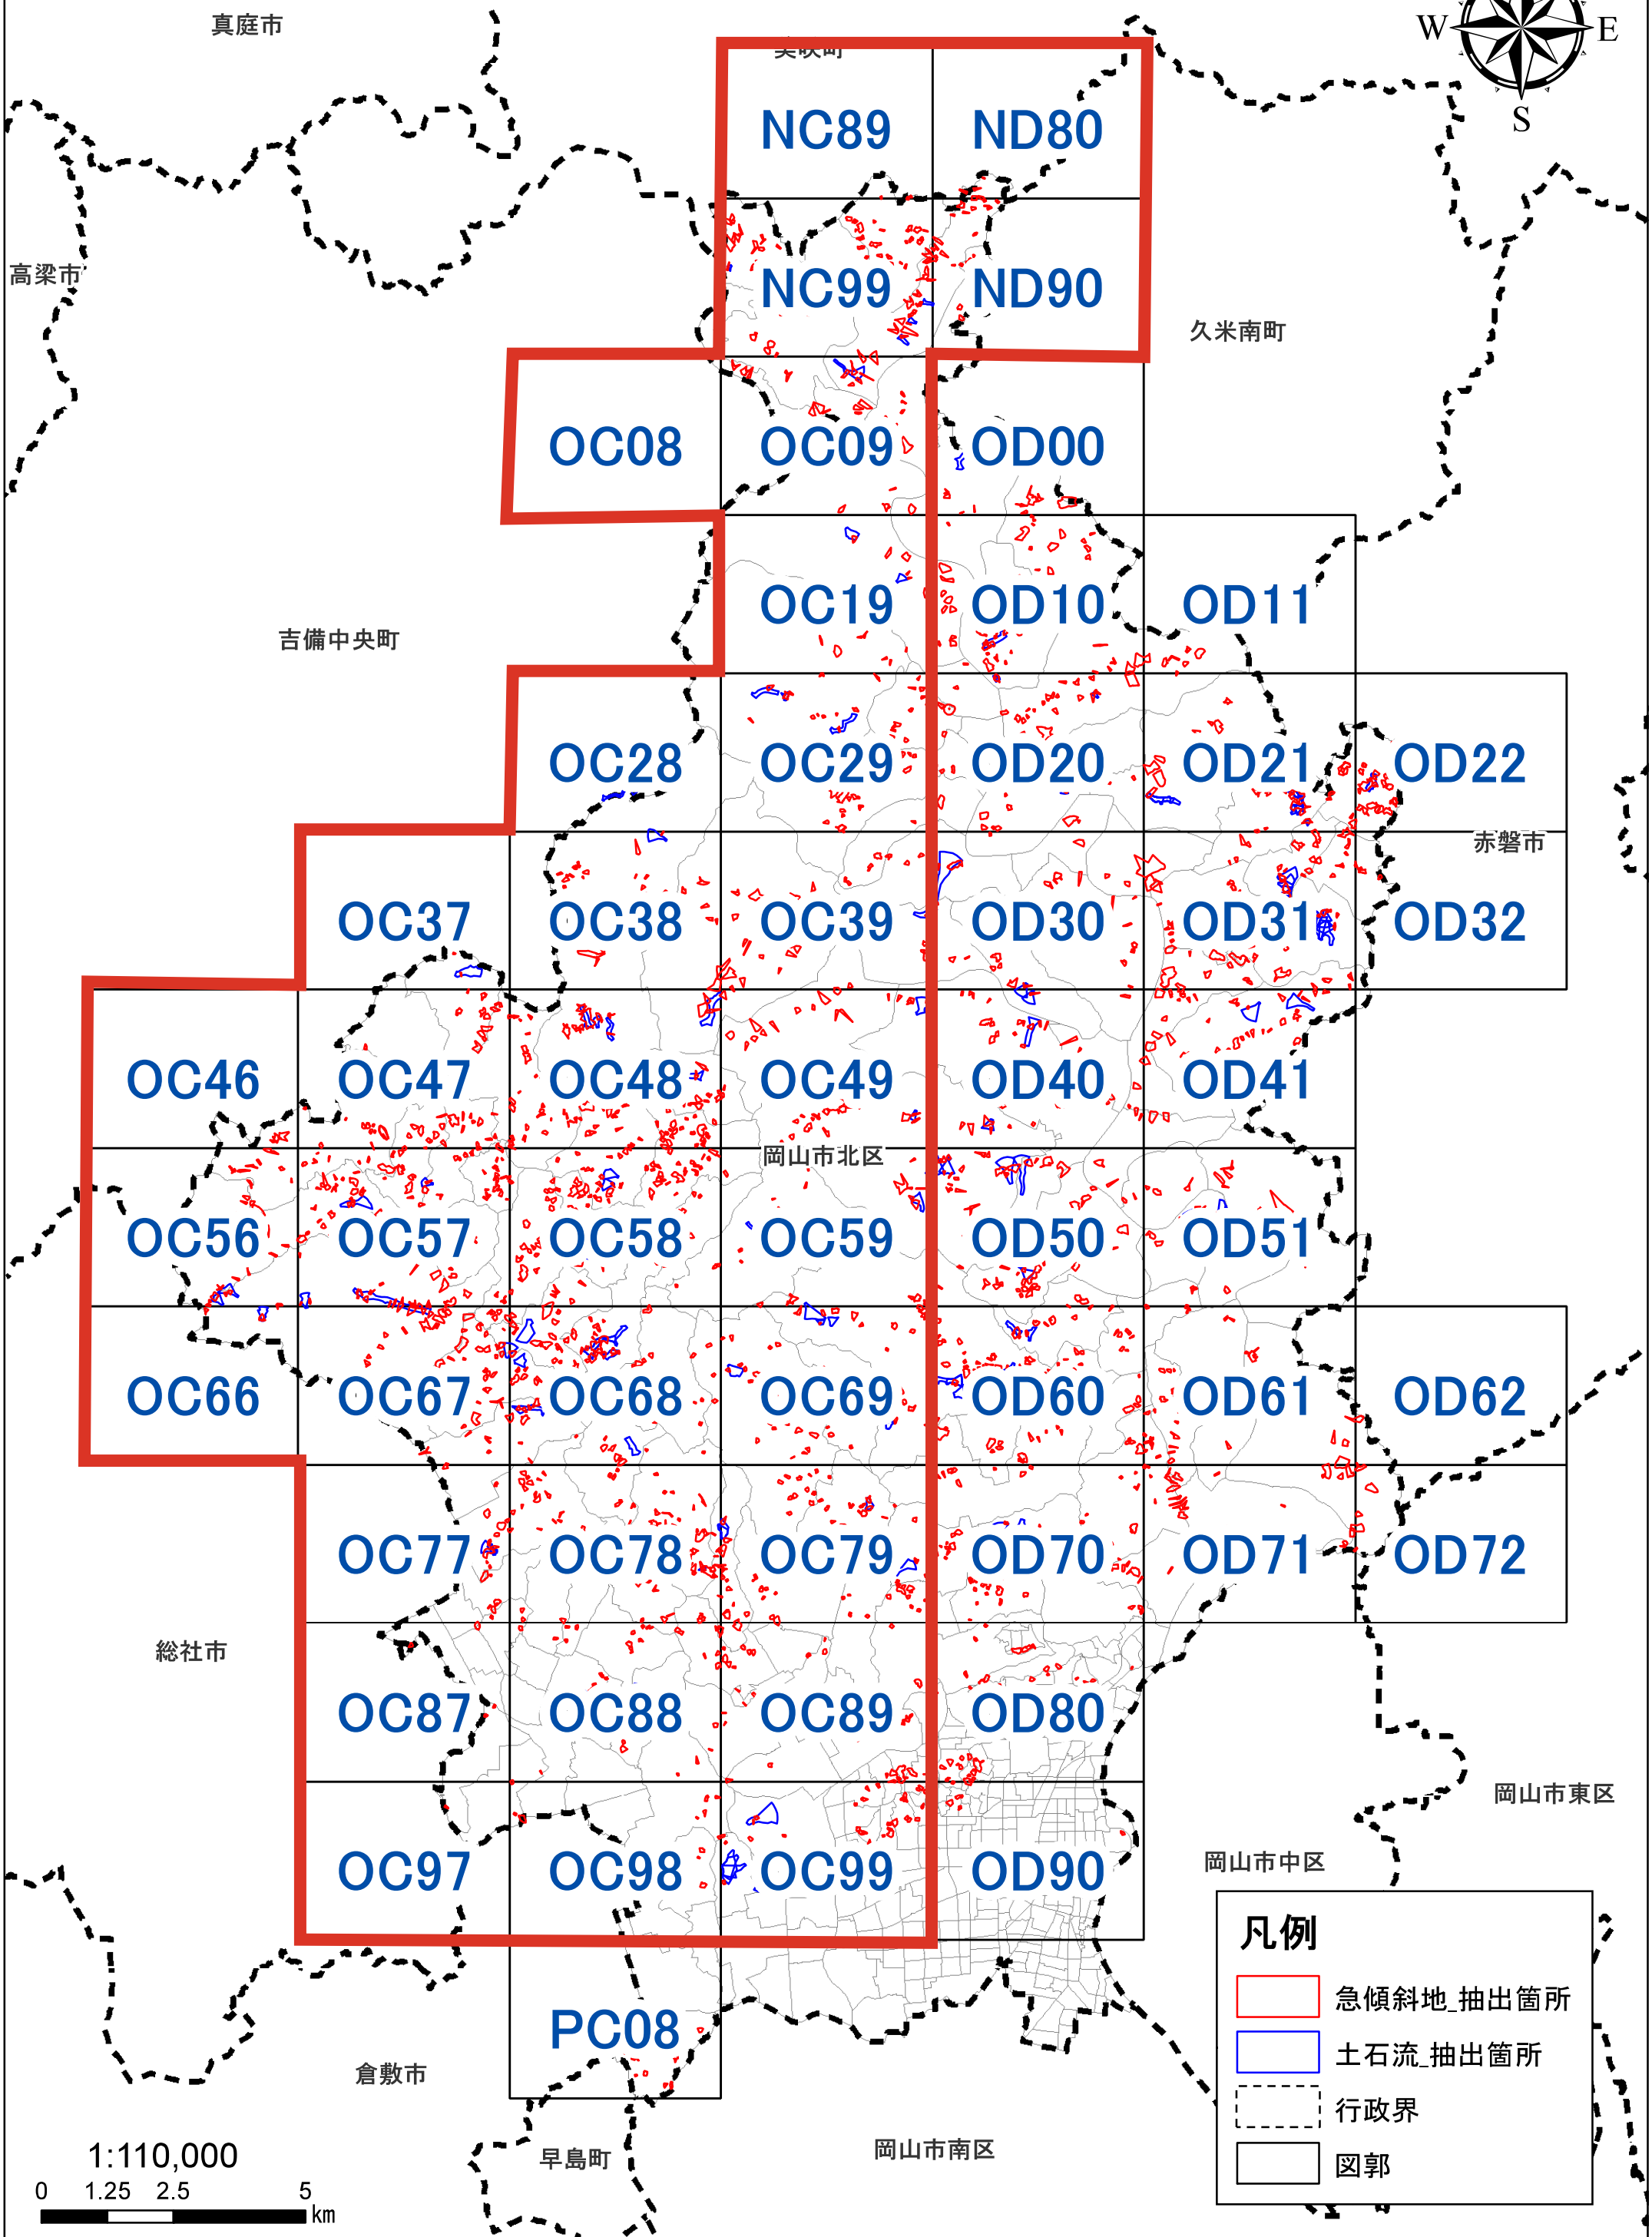 真庭市
W
E
S
美咲町
NC89 ND80
高梁市
NC99 ND90
久米南町
OC08 OC09 OD00
OC19 OD10 OD11
吉備中央町
OC28 OC29 OD20 OD21 OD22
赤磐市
OC37 OC38 OC39 OD30 OD31 OD32
OC46 OC47 OC48 OC49 OD40 OD41
岡山市北区
OC56 OC57 OC58 OC59 OD50 OD51
OC66 OC67 OC68 OC69 OD60 OD61 OD62
OC77 OC78 OC79 OD70 OD71 OD72
総社市
OC87 OC88 OC89 OD80
岡山市東区
OC97 OC98 OC99 OD90
岡山市中区
PC08
倉敷市
早島町
岡山市南区
凡例
急傾斜地_抽出箇所
土石流_抽出箇所
行政界
図郭
1:110,000
0 1.25 2.5 5
km